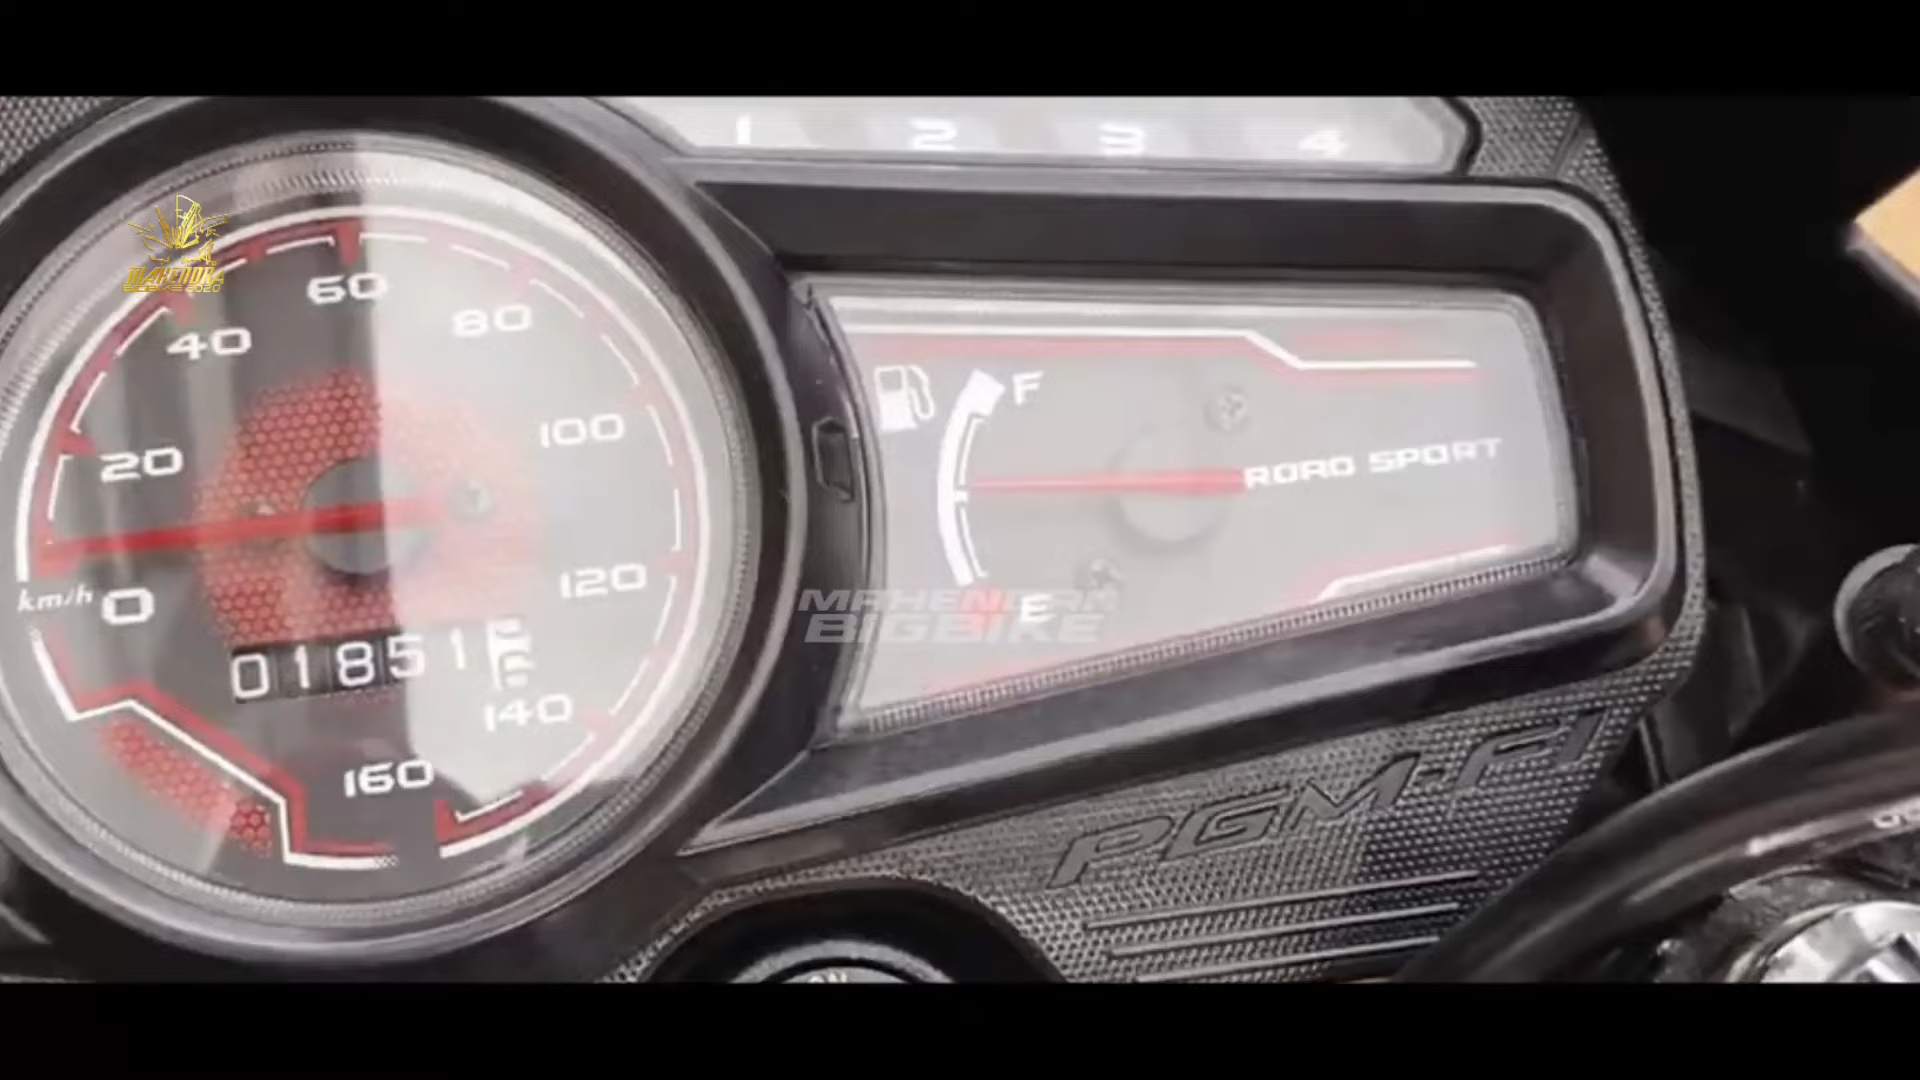 1 2 3 4
60
80
40
MAHENDRA
100
F
ROAD SPORT
20
120
km/h 0
E
MAHENDRA
BIGBIKE
01851
140
160
PGM-FI